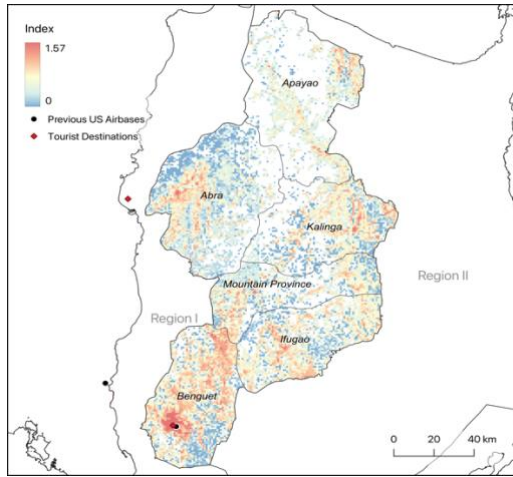 Index
1.57
0
Previous US Airbases
Tourist Destinations
Apayao
Abra
Kalinga
Mountain Province
Region II
Region I
Ifugao
Benguet
0 20 40 km